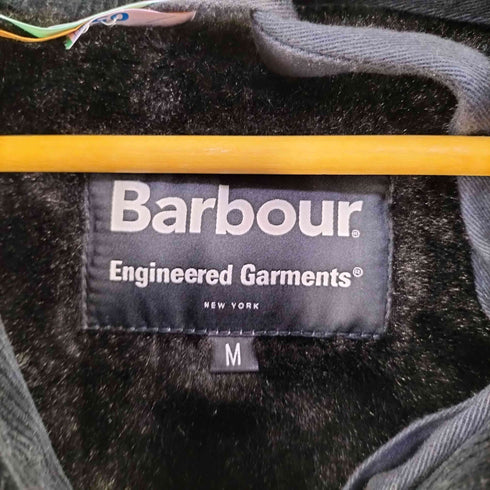 Barbour®
Engineered Garments®
NEW YORK
M